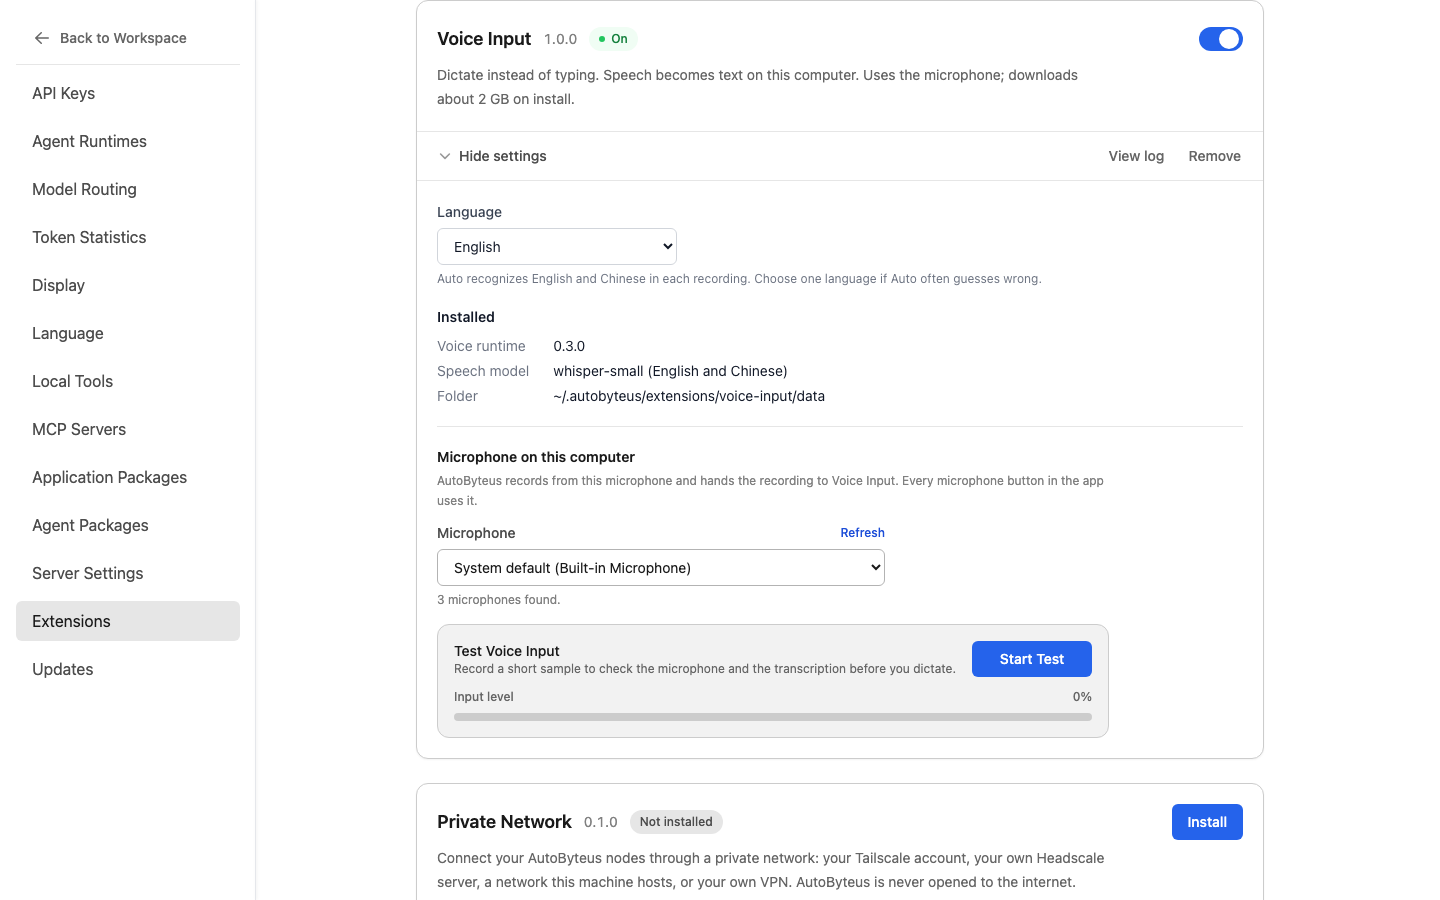 Back to Workspace
API Keys
Agent Runtimes
Model Routing
Token Statistics
Display
Language
Local Tools
MCP Servers
Application Packages
Agent Packages
Server Settings
Extensions
Updates
Voice Input 1.0.0 On
Dictate instead of typing. Speech becomes text on this computer. Uses the microphone; downloads
about 2 GB on install.
Hide settings View log Remove
Language
English
Auto recognizes English and Chinese in each recording. Choose one language if Auto often guesses wrong.
Installed
Voice runtime 0.3.0
Speech model whisper-small (English and Chinese)
Folder ~/.autobyteus/extensions/voice-input/data
Microphone on this computer
AutoByteus records from this microphone and hands the recording to Voice Input. Every microphone button in the app
uses it.
Microphone Refresh
System default (Built-in Microphone)
3 microphones found.
Test Voice Input
Record a short sample to check the microphone and the transcription before you dictate.
Start Test
Input level 0%
Private Network 0.1.0 Not installed
Install
Connect your AutoByteus nodes through a private network: your Tailscale account, your own Headscale
server, a network this machine hosts, or your own VPN. AutoByteus is never opened to the internet.